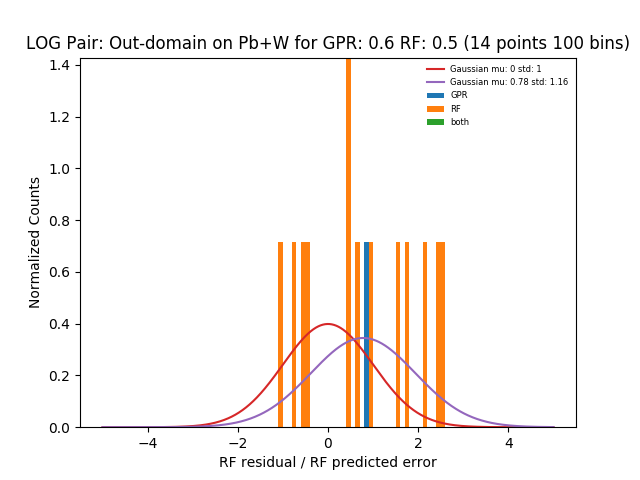 LOG Pair: Out-domain on Pb+W for GPR: 0.6 RF: 0.5 (14 points 100 bins)
Gaussian mu: 0 std: 1
Gaussian mu: 0.78 std: 1.16
GPR
RF
both
1.4
1.2
1.0
0.8
0.6
0.4
0.2
0.0
Normalized Counts
−4
−2
0
2
4
RF residual / RF predicted error